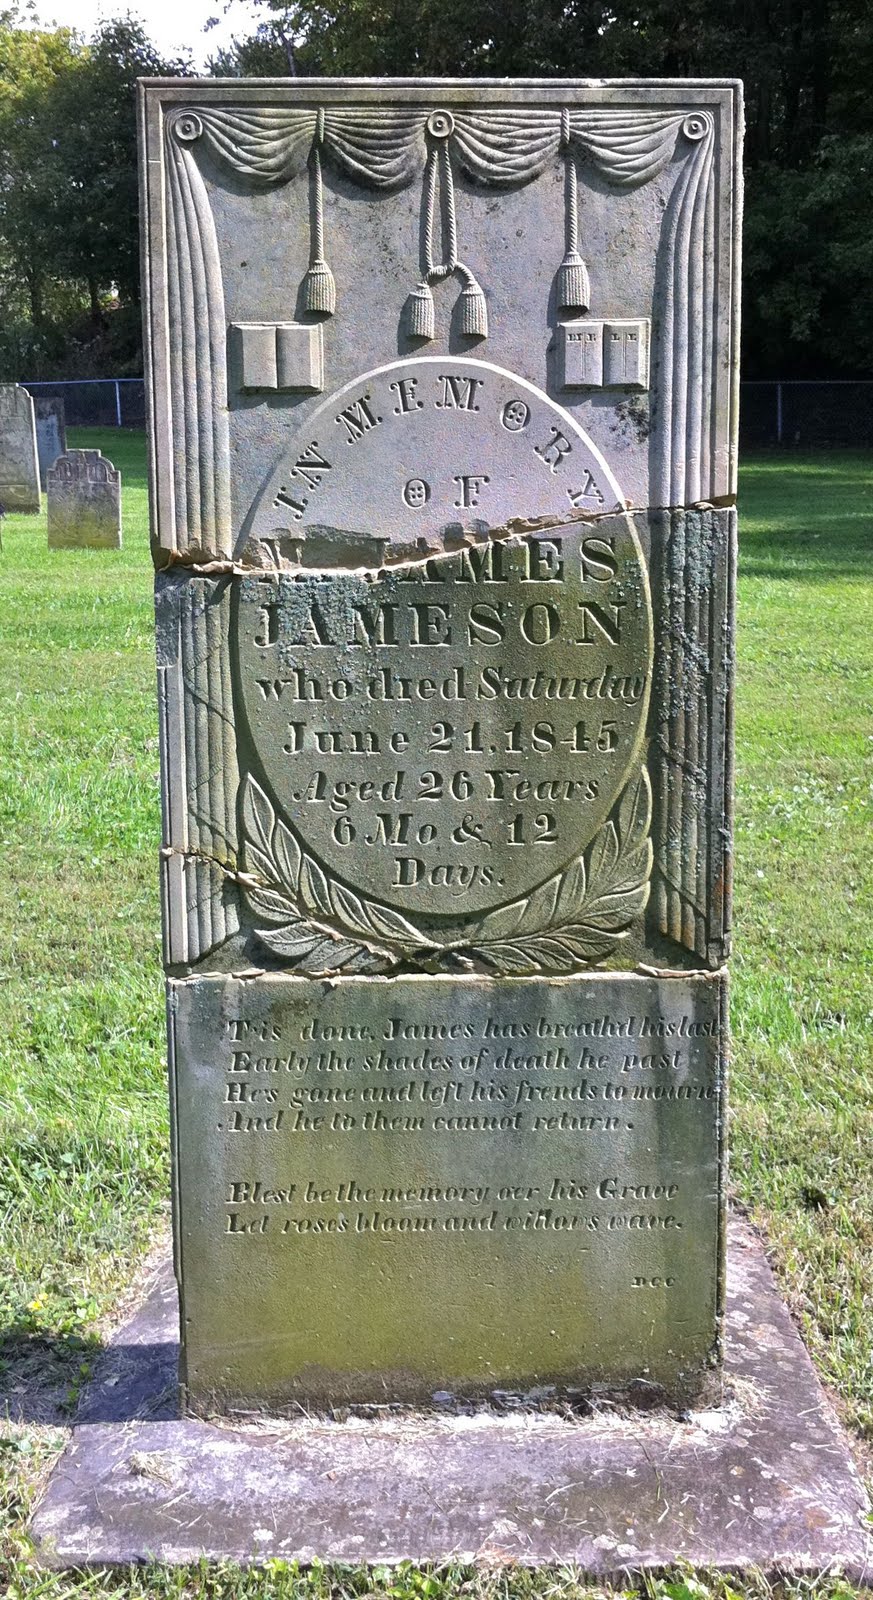 IN MEMORY
OF
JAMES
JAMESON
who died Saturday
June 21, 1845
Aged 26 Years
6 Mo & 12
Days.
T'is done, James has breath'd his last
Early the shades of death he past
He's gone and left his frends to mourn
And he to them cannot return.
Blest be the memory o'er his Grave
Let roses bloom and willows wave.
D C C